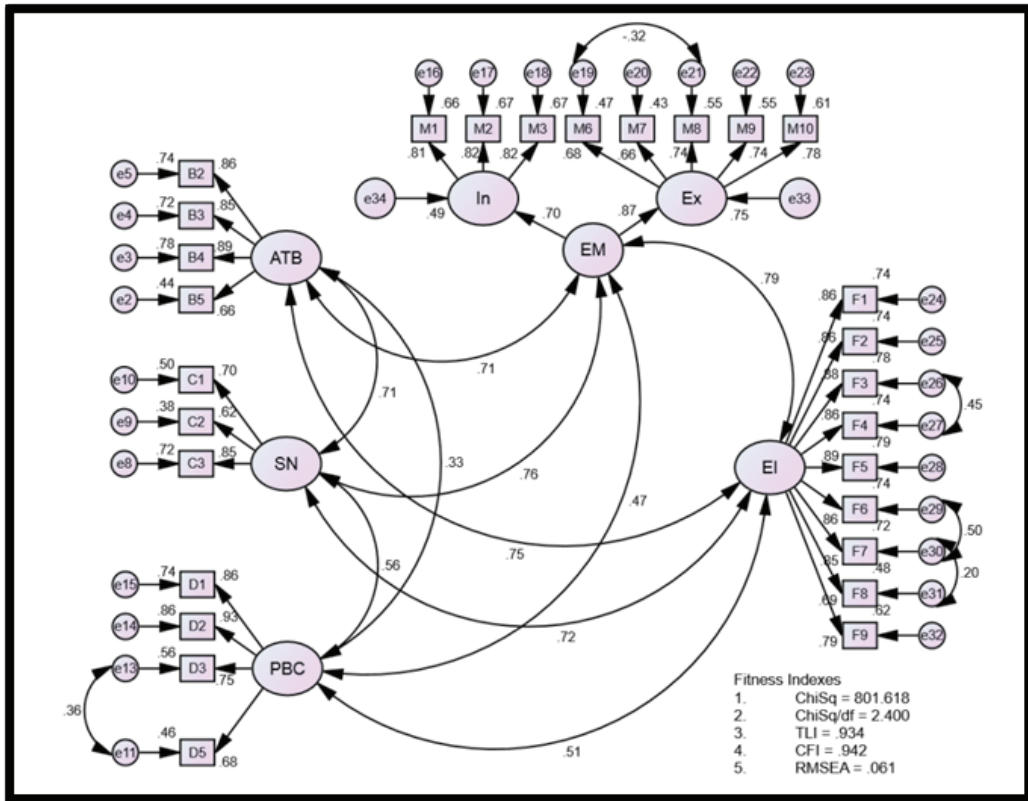 -.32
e16 e17 e18 e19 e20 e21 e22 e23
.66 .67 .67 .47 .43 .55 .55 .61
M1 M2 M3 M6 M7 M8 M9 M10
.81 .82 .82 .68 .66 .74 .74 .78
e34 In Ex e33
.49 .75
.70 .87
EM
.74 .86
e5 B2
.72 .85
e4 B3
.78 .89
e3 B4
ATB
.44
e2 B5
.66
.79
.71
.71
.50 .70
e10 C1
.38 .62
e9 C2
.72 .85
e8 C3
SN
.33
.76
.47
.75
.56
.72
.74 .86
e15 D1
.86 .93
e14 D2
.56
e13 D3
.75
PBC
.36
.46
e11 D5
.68
.51
EI
.74
.86 F1 e24
.74
.86 F2 e25
.78
.88 F3 e26
.74 .45
.86 F4 e27
.79
.89 F5 e28
.74
F6 e29
.86 .72 .50
F7 e30
.85 .48 .20
F8 e31
.69 .62
.79 F9 e32
Fitness Indexes
1. ChiSq = 801.618
2. ChiSq/df = 2.400
3. TLI = .934
4. CFI = .942
5. RMSEA = .061